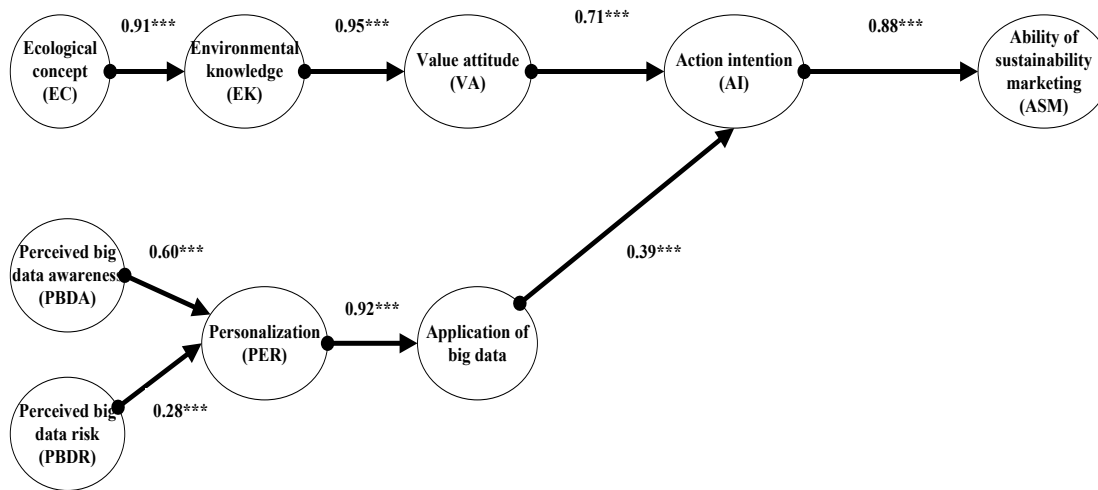 0.91***
0.95***
0.71***
0.88***
Ecological
concept
(EC)
Environmental
knowledge
(EK)
Value attitude
(VA)
Action intention
(AI)
Ability of
sustainability
marketing
(ASM)
Perceived big
data awareness
(PBDA)
0.60***
0.39***
Personalization
(PER)
0.92***
Application of
big data
Perceived big
data risk
(PBDR)
0.28***